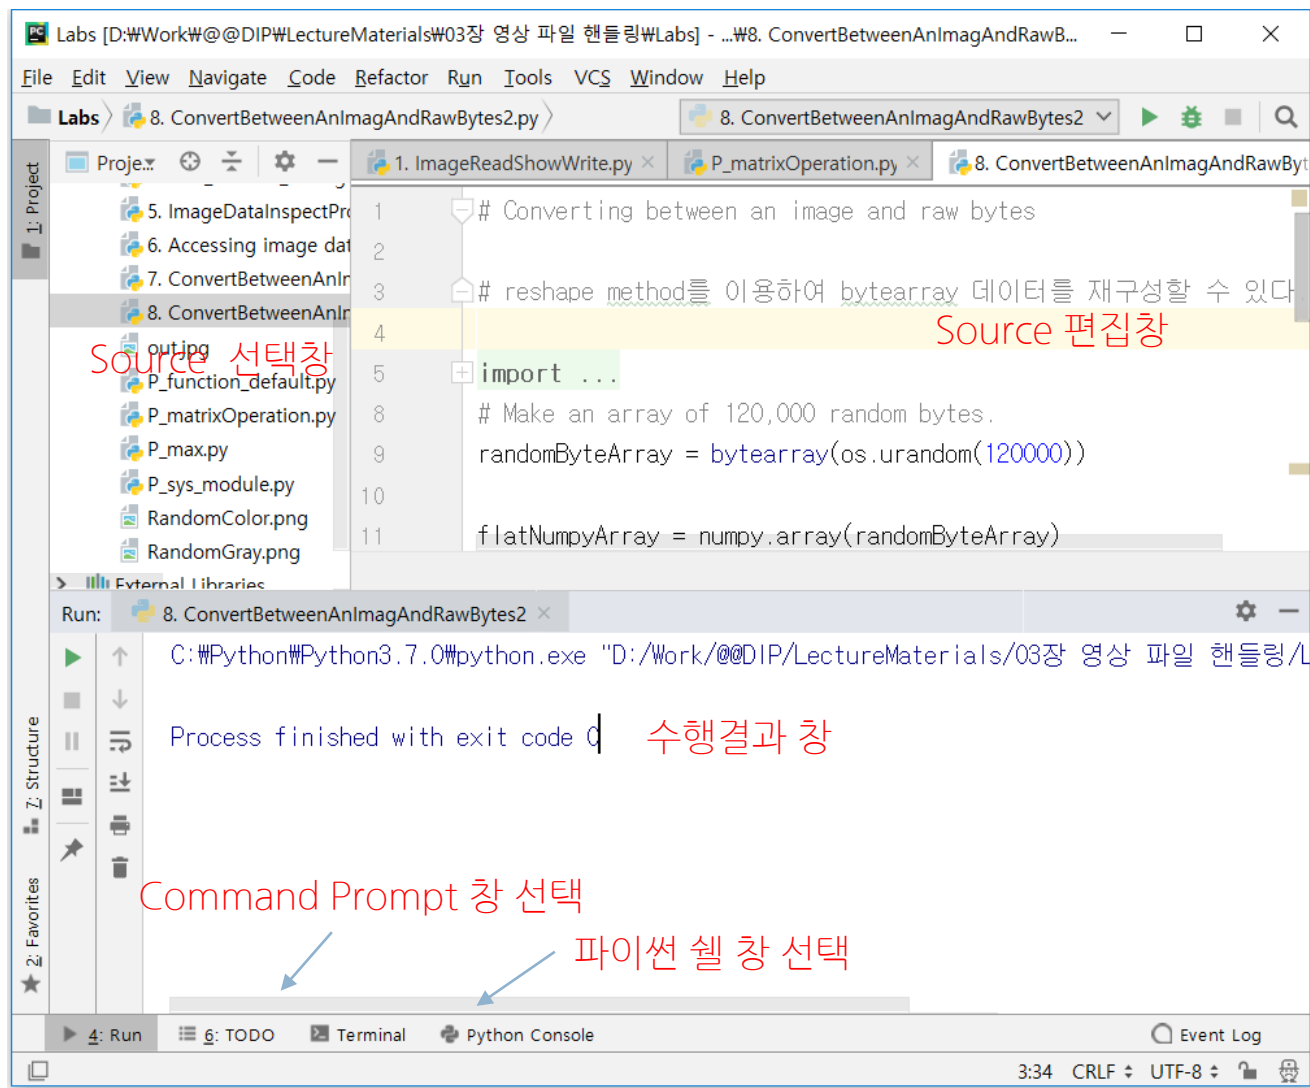 Labs [D:₩Work₩@@DIP₩LectureMaterials₩03장 영상 파일 핸들링₩Labs] - ...₩8. ConvertBetweenAnImagAndRawB...
File Edit View Navigate Code Refactor Run Tools VCS Window Help
Labs 8. ConvertBetweenAnImagAndRawBytes2.py 8. ConvertBetweenAnImagAndRawBytes2
1: Project
Proje...
1. ImageReadShowWrite.py
P_matrixOperation.py
8. ConvertBetweenAnImagAndRawByt
5. ImageDataInspectPro
6. Accessing image dat
7. ConvertBetweenAnIr
8. ConvertBetweenAnIr
out.jpg
Source 선택창
P_function_default.py
P_matrixOperation.py
P_max.py
P_sys_module.py
RandomColor.png
RandomGray.png
External Libraries
1 # Converting between an image and raw bytes
2
3 # reshape method를 이용하여 bytearray 데이터를 재구성할 수 있다.
4
Source 편집창
5 import ...
8 # Make an array of 120,000 random bytes.
9 randomByteArray = bytearray(os.urandom(120000))
10
11 flatNumpyArray = numpy.array(randomByteArray)
Run: 8. ConvertBetweenAnImagAndRawBytes2
C:₩Python₩Python3.7.0₩python.exe "D:/Work/@@DIP/LectureMaterials/03장 영상 파일 핸들링/L
Process finished with exit code 0
수행결과 창
7: Structure
2: Favorites
Command Prompt 창 선택
파이썬 쉘 창 선택
4: Run 6: TODO Terminal Python Console Event Log
3:34 CRLF UTF-8